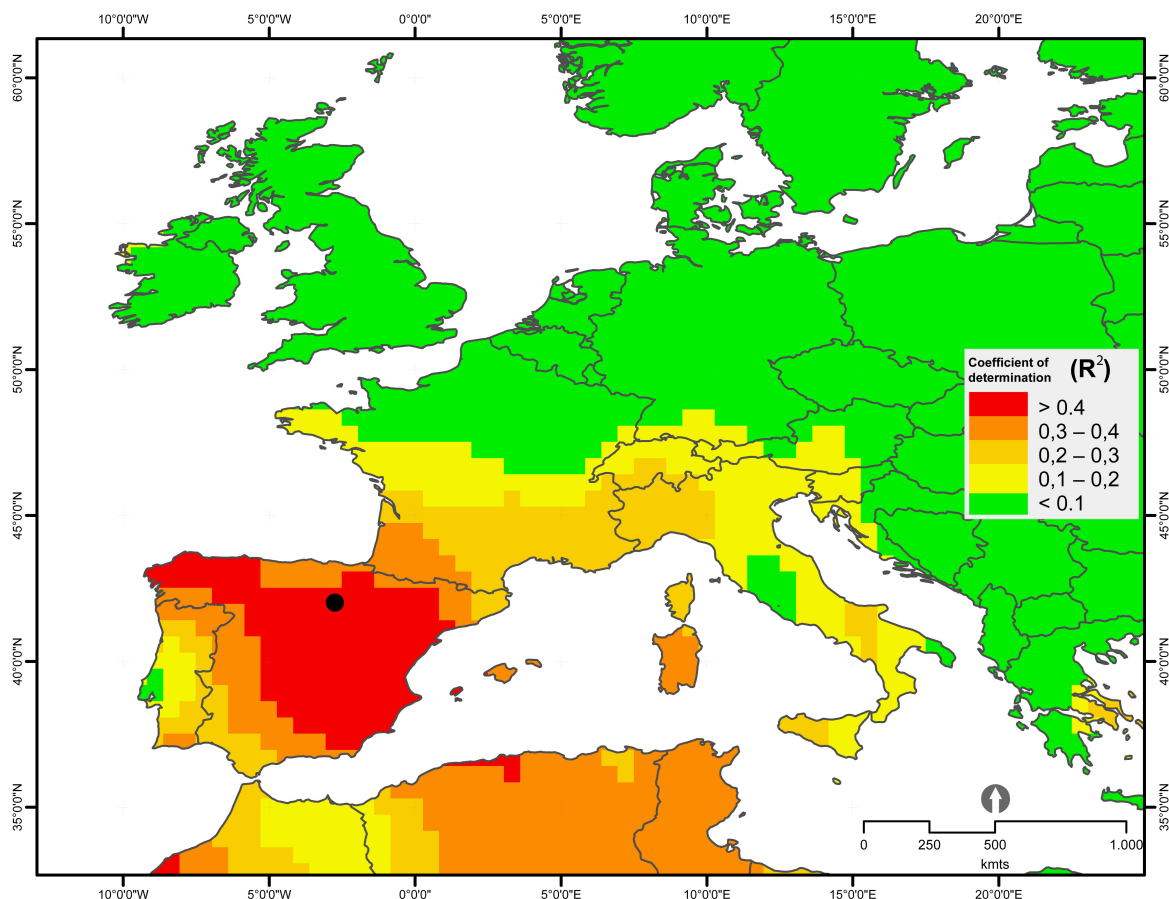 10°0'0"W 5°0'0"W 0°0'0" 5°0'0"E 10°0'0"E 15°0'0"E 20°0'0"E
60°0'0"N 60°0'0"N
55°0'0"N 55°0'0"N
50°0'0"N 50°0'0"N
Coefficient of
determination (R²)
> 0.4
0,3 – 0,4
0,2 – 0,3
0,1 – 0,2
< 0.1
45°0'0"N 45°0'0"N
40°0'0"N 40°0'0"N
35°0'0"N 35°0'0"N
0 250 500 1.000
kmts
10°0'0"W 5°0'0"W 0°0'0" 5°0'0"E 10°0'0"E 15°0'0"E 20°0'0"E